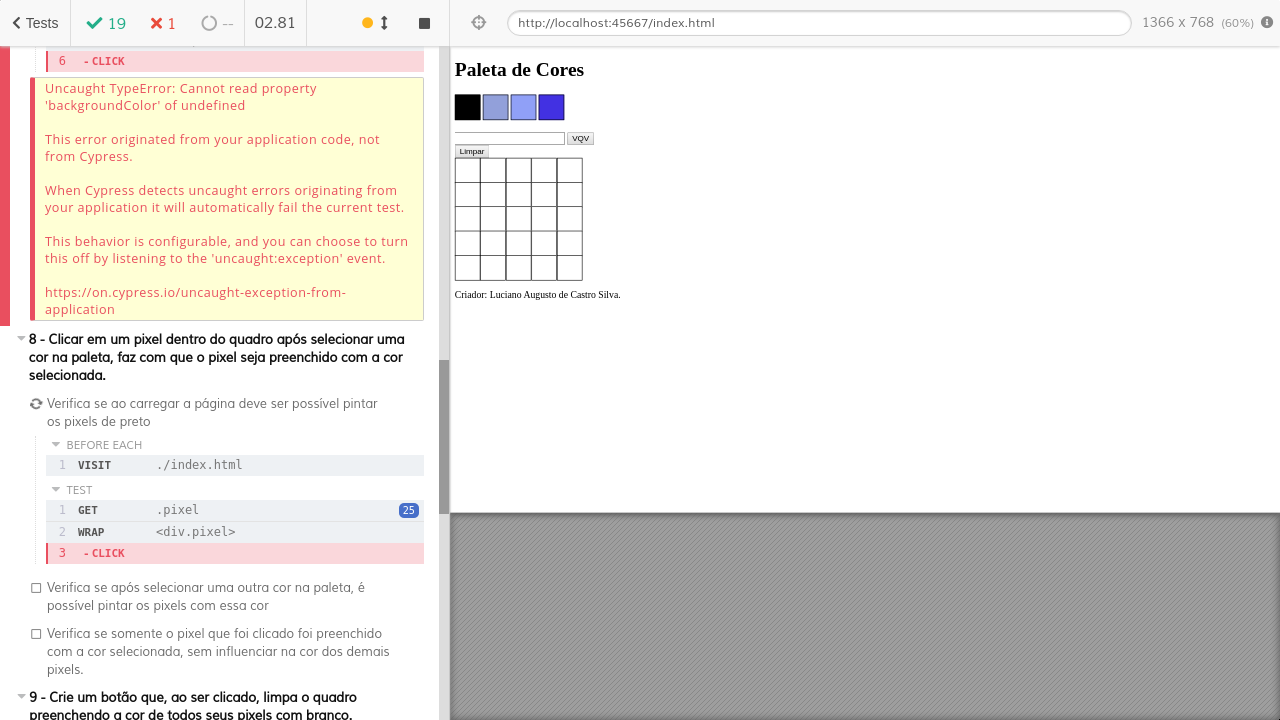 Tests 19 1 -- 02.81 http://localhost:45667/index.html 1366 x 768 (60%)
6 - CLICK
Uncaught TypeError: Cannot read property
'backgroundColor' of undefined
This error originated from your application code, not
from Cypress.
When Cypress detects uncaught errors originating from
your application it will automatically fail the current test.
This behavior is configurable, and you can choose to turn
this off by listening to the 'uncaught:exception' event.
https://on.cypress.io/uncaught-exception-from-
application
8 - Clicar em um pixel dentro do quadro após selecionar uma
cor na paleta, faz com que o pixel seja preenchido com a cor
selecionada.
Verifica se ao carregar a página deve ser possível pintar
os pixels de preto
BEFORE EACH
1 VISIT ./index.html
TEST
1 GET .pixel 25
2 WRAP <div.pixel>
3 - CLICK
Verifica se após selecionar uma outra cor na paleta, é
possível pintar os pixels com essa cor
Verifica se somente o pixel que foi clicado foi preenchido
com a cor selecionada, sem influenciar na cor dos demais
pixels.
9 - Crie um botão que, ao ser clicado, limpa o quadro
preenchendo a cor de todos seus pixels com branco.
Paleta de Cores
VQV
Limpar
Criador: Luciano Augusto de Castro Silva.